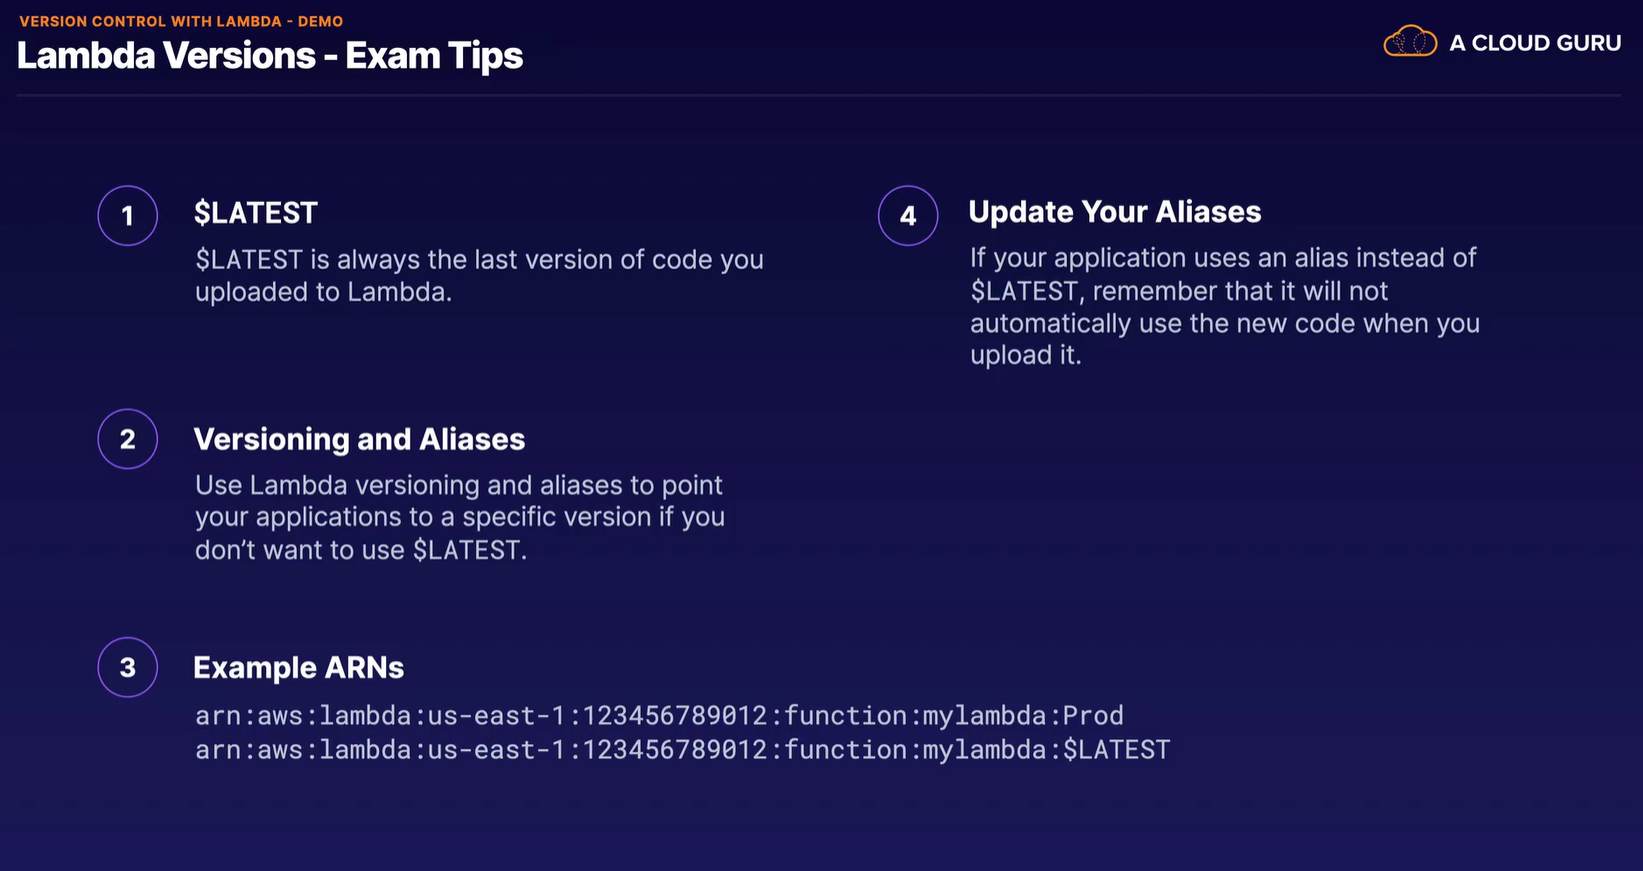 VERSION CONTROL WITH LAMBDA - DEMO
Lambda Versions - Exam Tips
A CLOUD GURU
1
$LATEST
$LATEST is always the last version of code you
uploaded to Lambda.
2
Versioning and Aliases
Use Lambda versioning and aliases to point
your applications to a specific version if you
don’t want to use $LATEST.
3
Example ARNs
arn:aws:lambda:us-east-1:123456789012:function:mylambda:Prod
arn:aws:lambda:us-east-1:123456789012:function:mylambda:$LATEST
4
Update Your Aliases
If your application uses an alias instead of
$LATEST, remember that it will not
automatically use the new code when you
upload it.